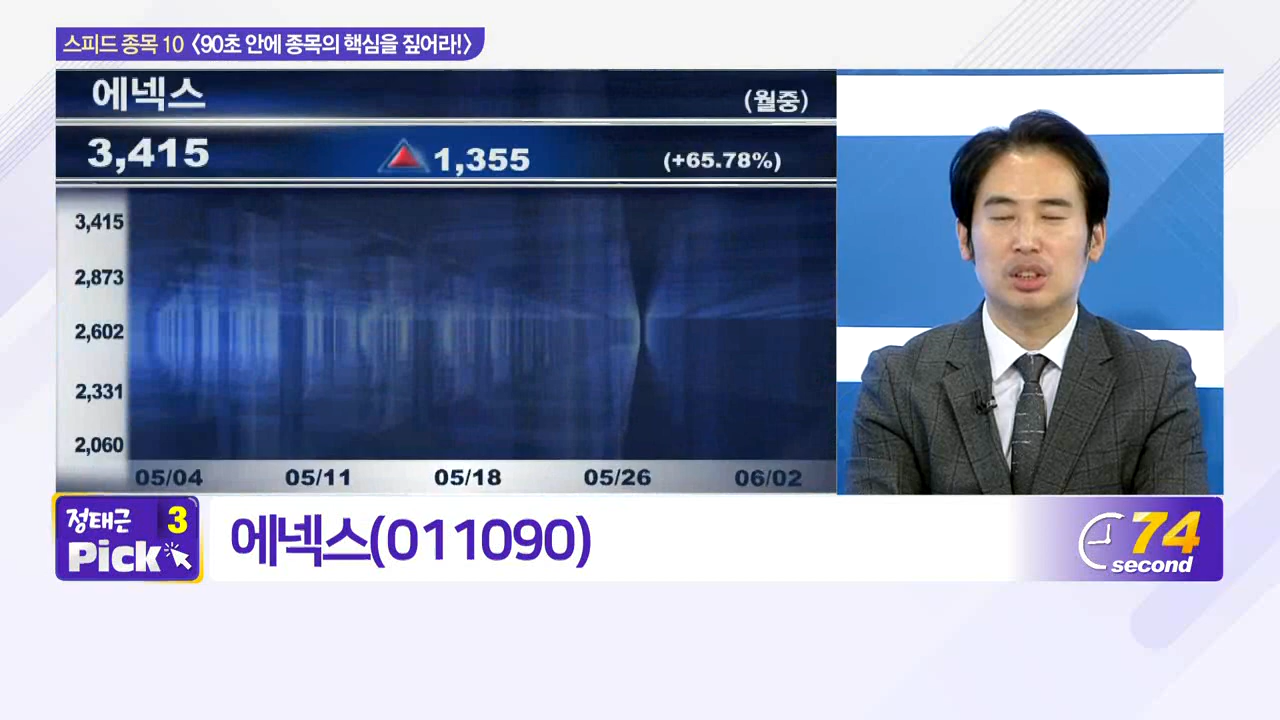 스피드 종목 10 <90초 안에 종목의 핵심을 짚어라!>
에넥스
(월중)
3,415 ▲ 1,355 (+65.78%)
3,415
2,873
2,602
2,331
2,060
05/04 05/11 05/18 05/26 06/02
정태근 3
Pick
에넥스(011090)
74
second